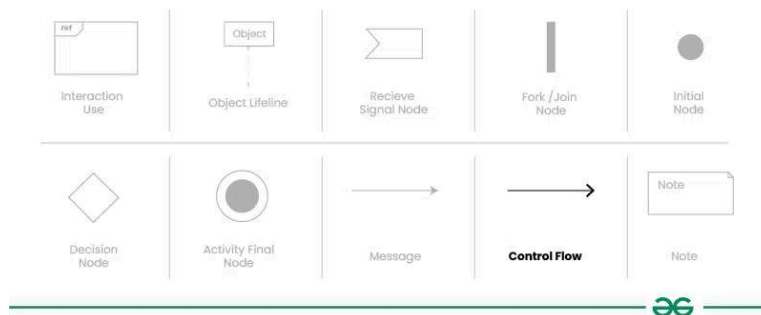 ref
Object
Interaction
Use
Object Lifeline
Recieve
Signal Node
Fork /Join
Node
Initial
Node
Note
Decision
Node
Activity Final
Node
Message
Control Flow
Note